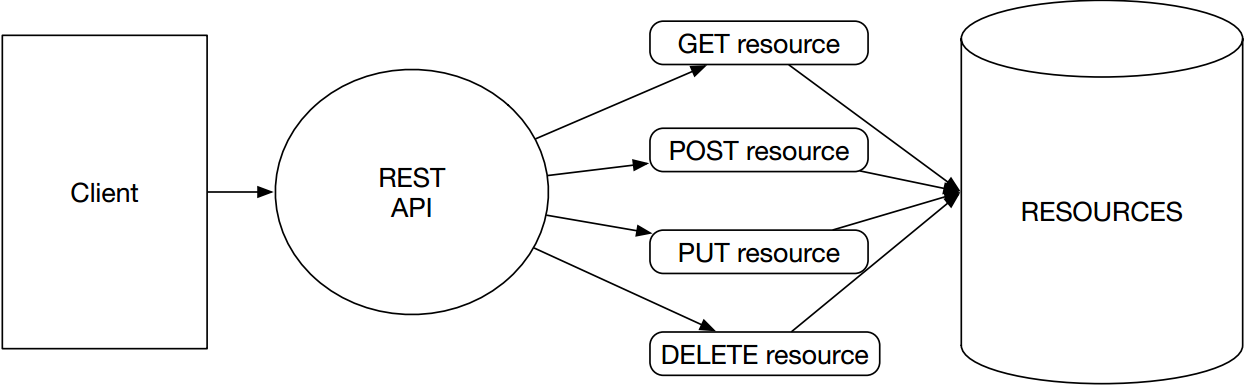 Client
REST
API
GET resource
POST resource
PUT resource
DELETE resource
RESOURCES